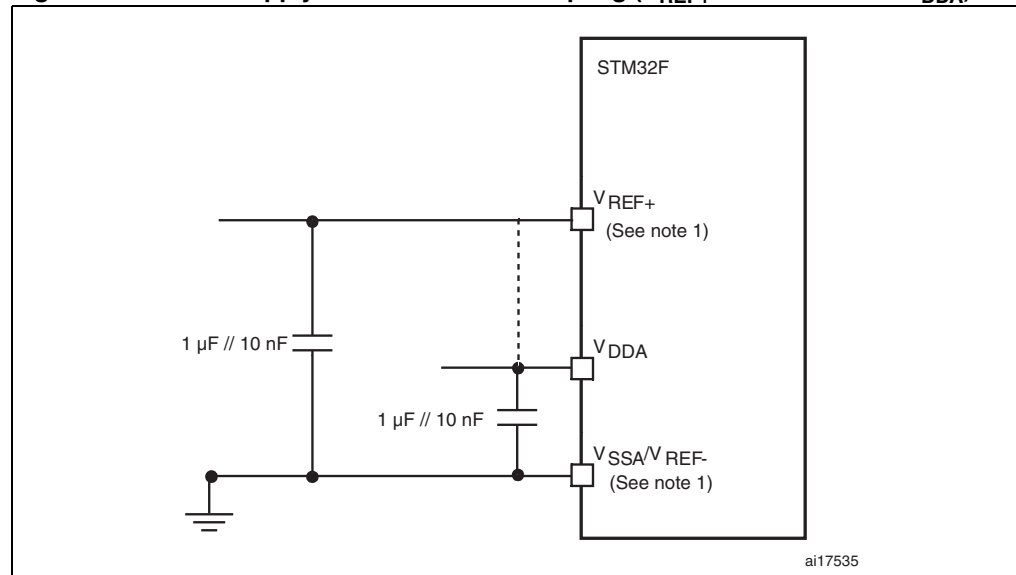 STM32F
VREF+
(See note 1)
1 µF // 10 nF
VDDA
1 µF // 10 nF
VSSA/VREF-
(See note 1)
ai17535